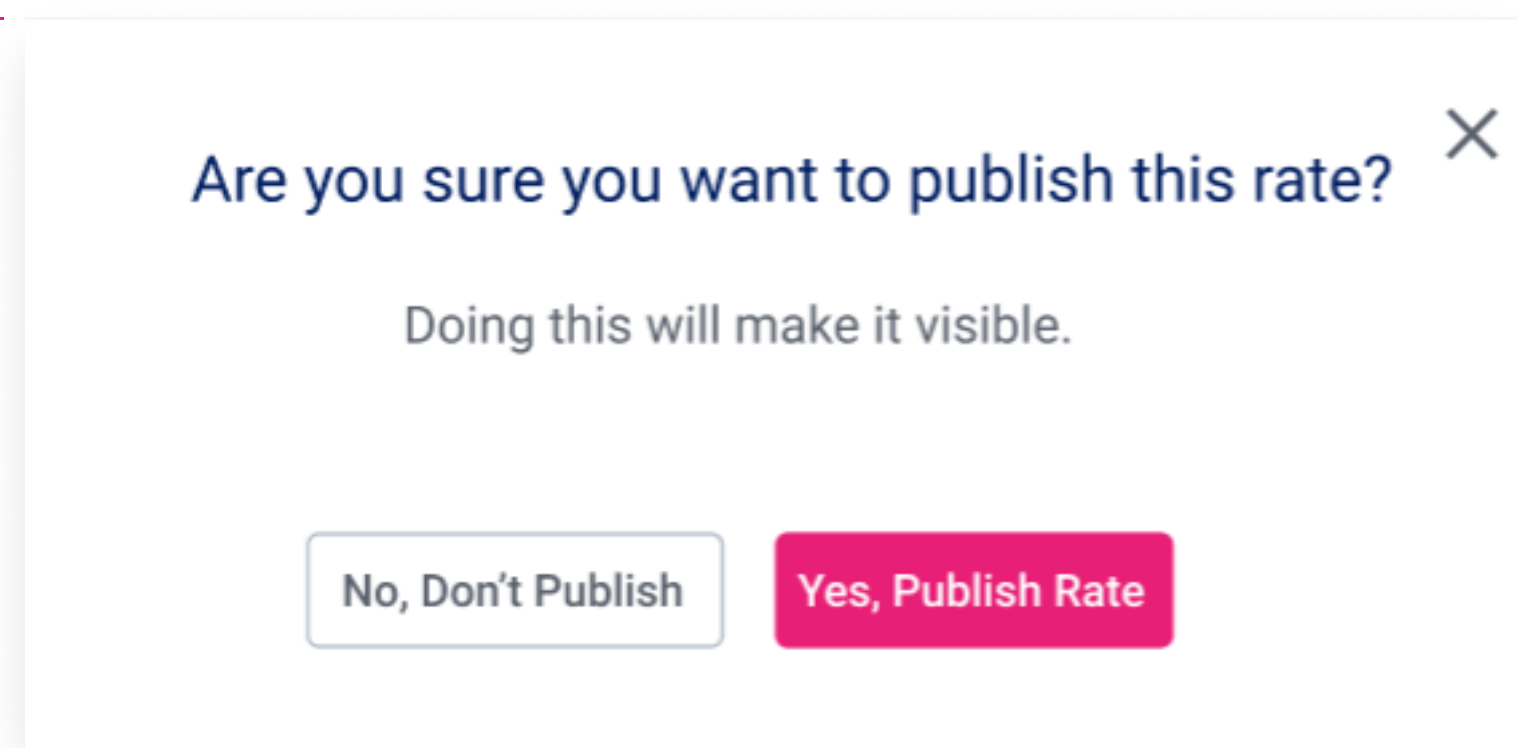 Are you sure you want to publish this rate?
Doing this will make it visible.
No, Don’t Publish
Yes, Publish Rate